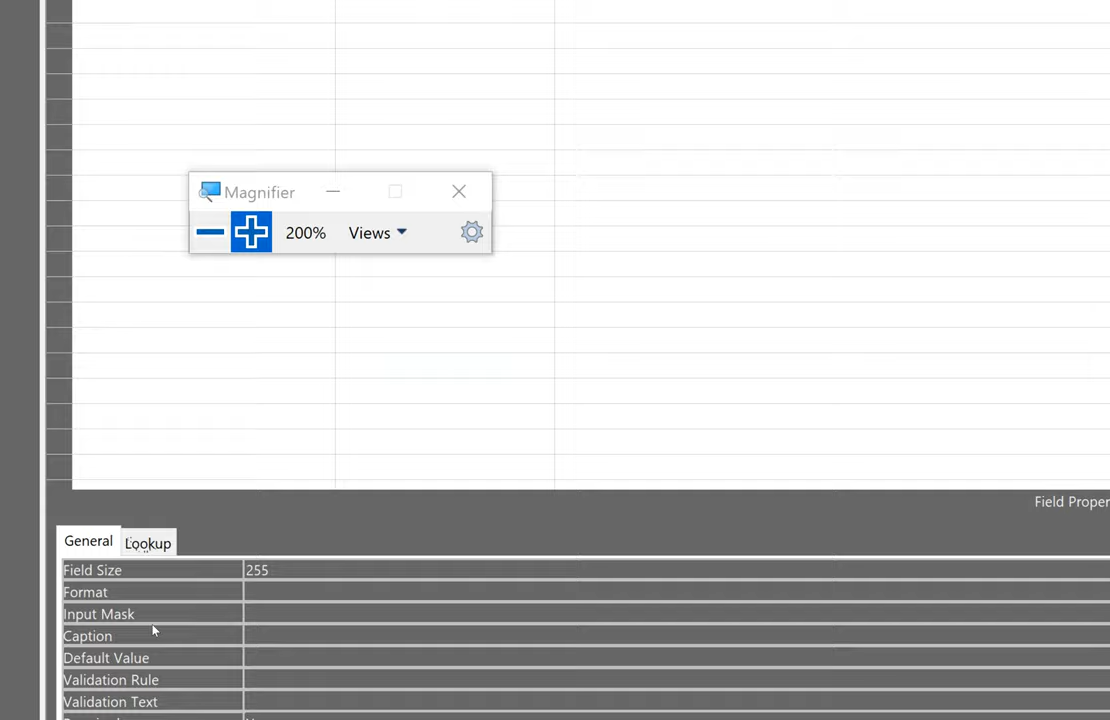 Magnifier
200% Views
Field Proper
General Lookup
Field Size 255
Format
Input Mask
Caption
Default Value
Validation Rule
Validation Text